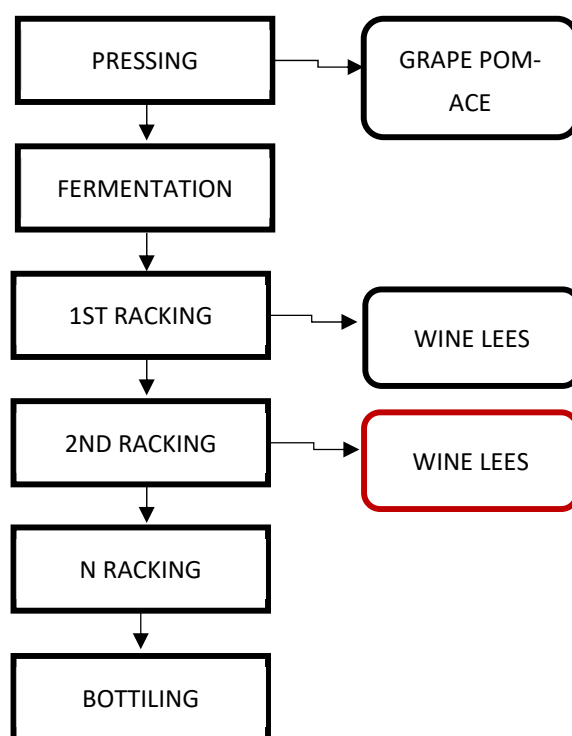 PRESSING
GRAPE POM-
ACE
FERMENTATION
1ST RACKING
WINE LEES
2ND RACKING
WINE LEES
N RACKING
BOTTILING